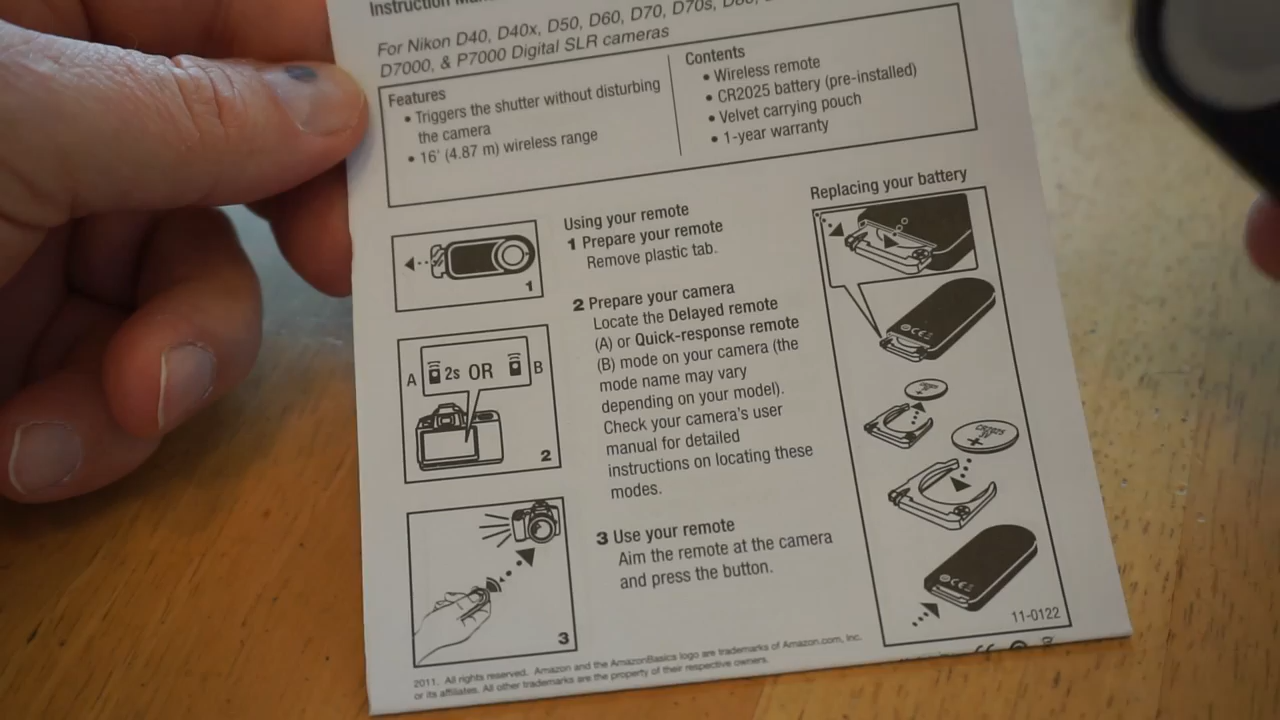 Instruction
For Nikon D40, D40x, D50, D60, D70, D70s,
D7000, & P7000 Digital SLR cameras
Features
• Triggers the shutter without disturbing
the camera
• 16' (4.87 m) wireless range
Contents
• Wireless remote
• CR2025 battery (pre-installed)
• Velvet carrying pouch
• 1-year warranty
1
Using your remote
1 Prepare your remote
Remove plastic tab.
A 2s OR B
2
2 Prepare your camera
Locate the Delayed remote
(A) or Quick-response remote
(B) mode on your camera (the
mode name may vary
depending on your model).
Check your camera's user
manual for detailed
instructions on locating these
modes.
3
3 Use your remote
Aim the remote at the camera
and press the button.
Replacing your battery
CR2025
3V
+
11-0122
2011. All rights reserved. Amazon and the AmazonBasics logo are trademarks of Amazon.com, Inc.
or its affiliates. All other trademarks are the property of their respective owners.